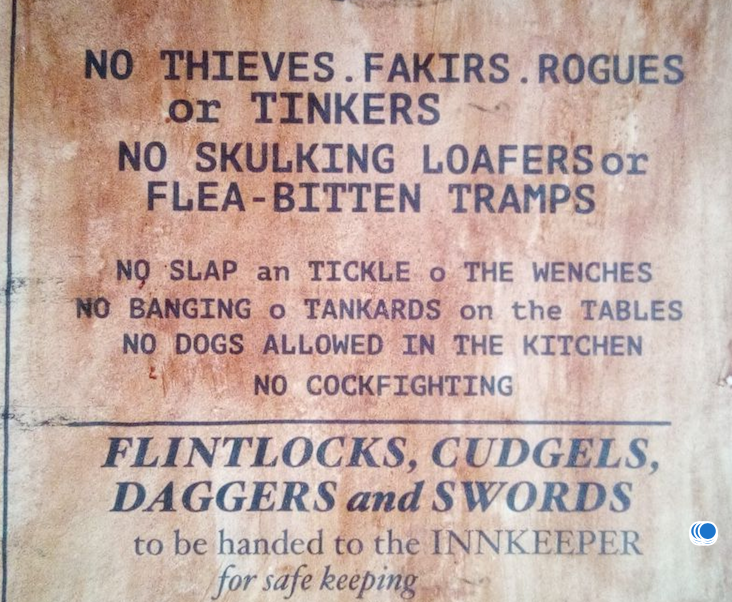 NO THIEVES.FAKIRS.ROGUES
or TINKERS
NO SKULKING LOAFERS or
FLEA-BITTEN TRAMPS
NO SLAP an TICKLE o THE WENCHES
NO BANGING o TANKARDS on the TABLES
NO DOGS ALLOWED IN THE KITCHEN
NO COCKFIGHTING
FLINTLOCKS, CUDGELS,
DAGGERS and SWORDS
to be handed to the INNKEEPER
for safe keeping